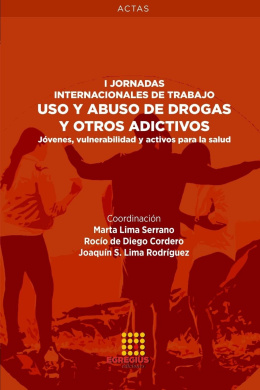 ACTAS
I JORNADAS
INTERNACIONALES DE TRABAJO
USO Y ABUSO DE DROGAS
Y OTROS ADICTIVOS
Jóvenes, vulnerabilidad y activos para la salud
Coordinación
Marta Lima Serrano
Rocío de Diego Cordero
Joaquín S. Lima Rodríguez
EGREGIUS